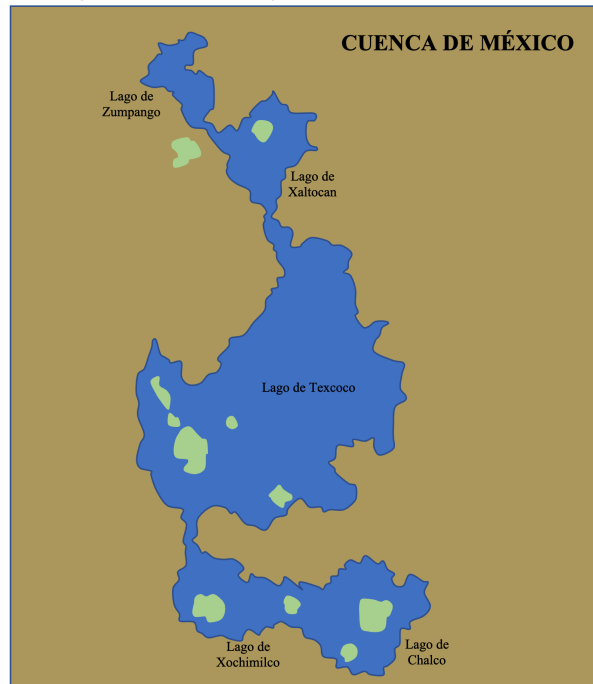 CUENCA DE MÉXICO
Lago de
Zumpango
Lago de
Xaltocan
Lago de Texcoco
Lago de
Xochimilco
Lago de
Chalco